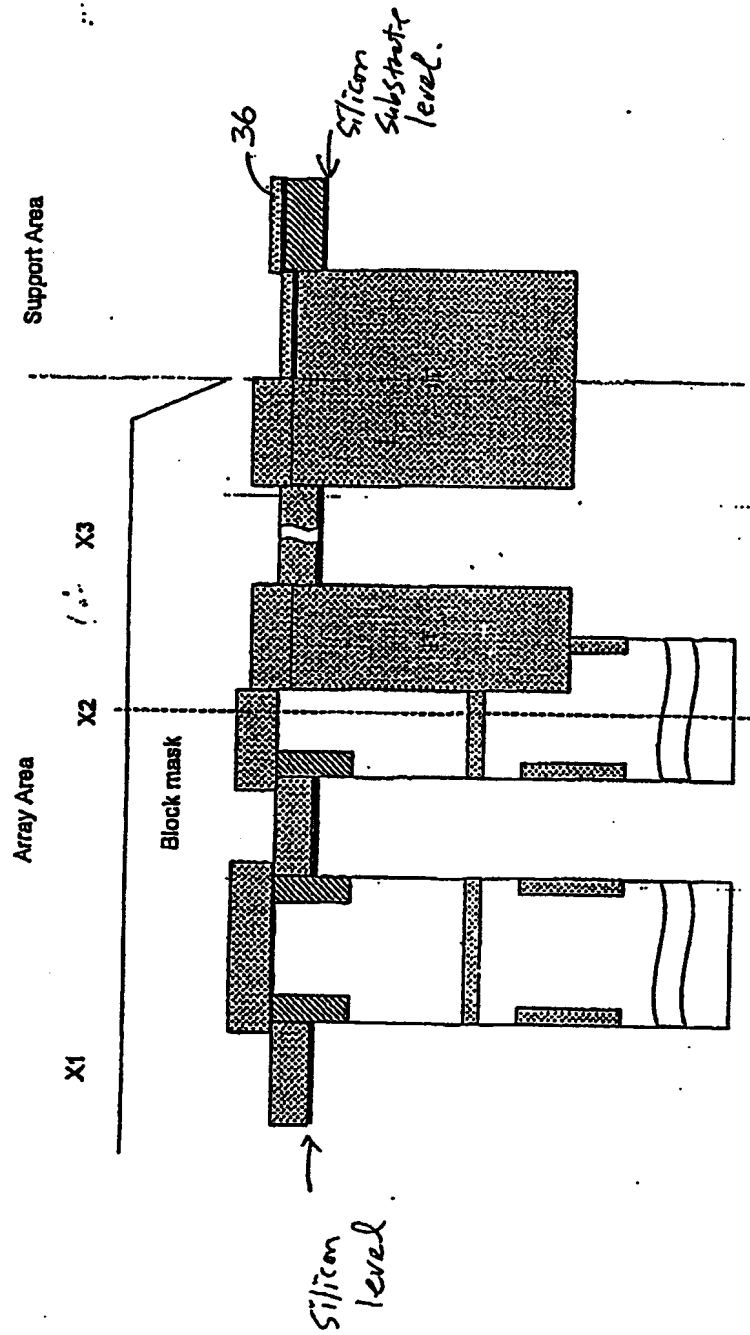 Array Area
Support Area
X1
X2
X3
Block mask
36
Silicon
substrate
level.
Silicon
level